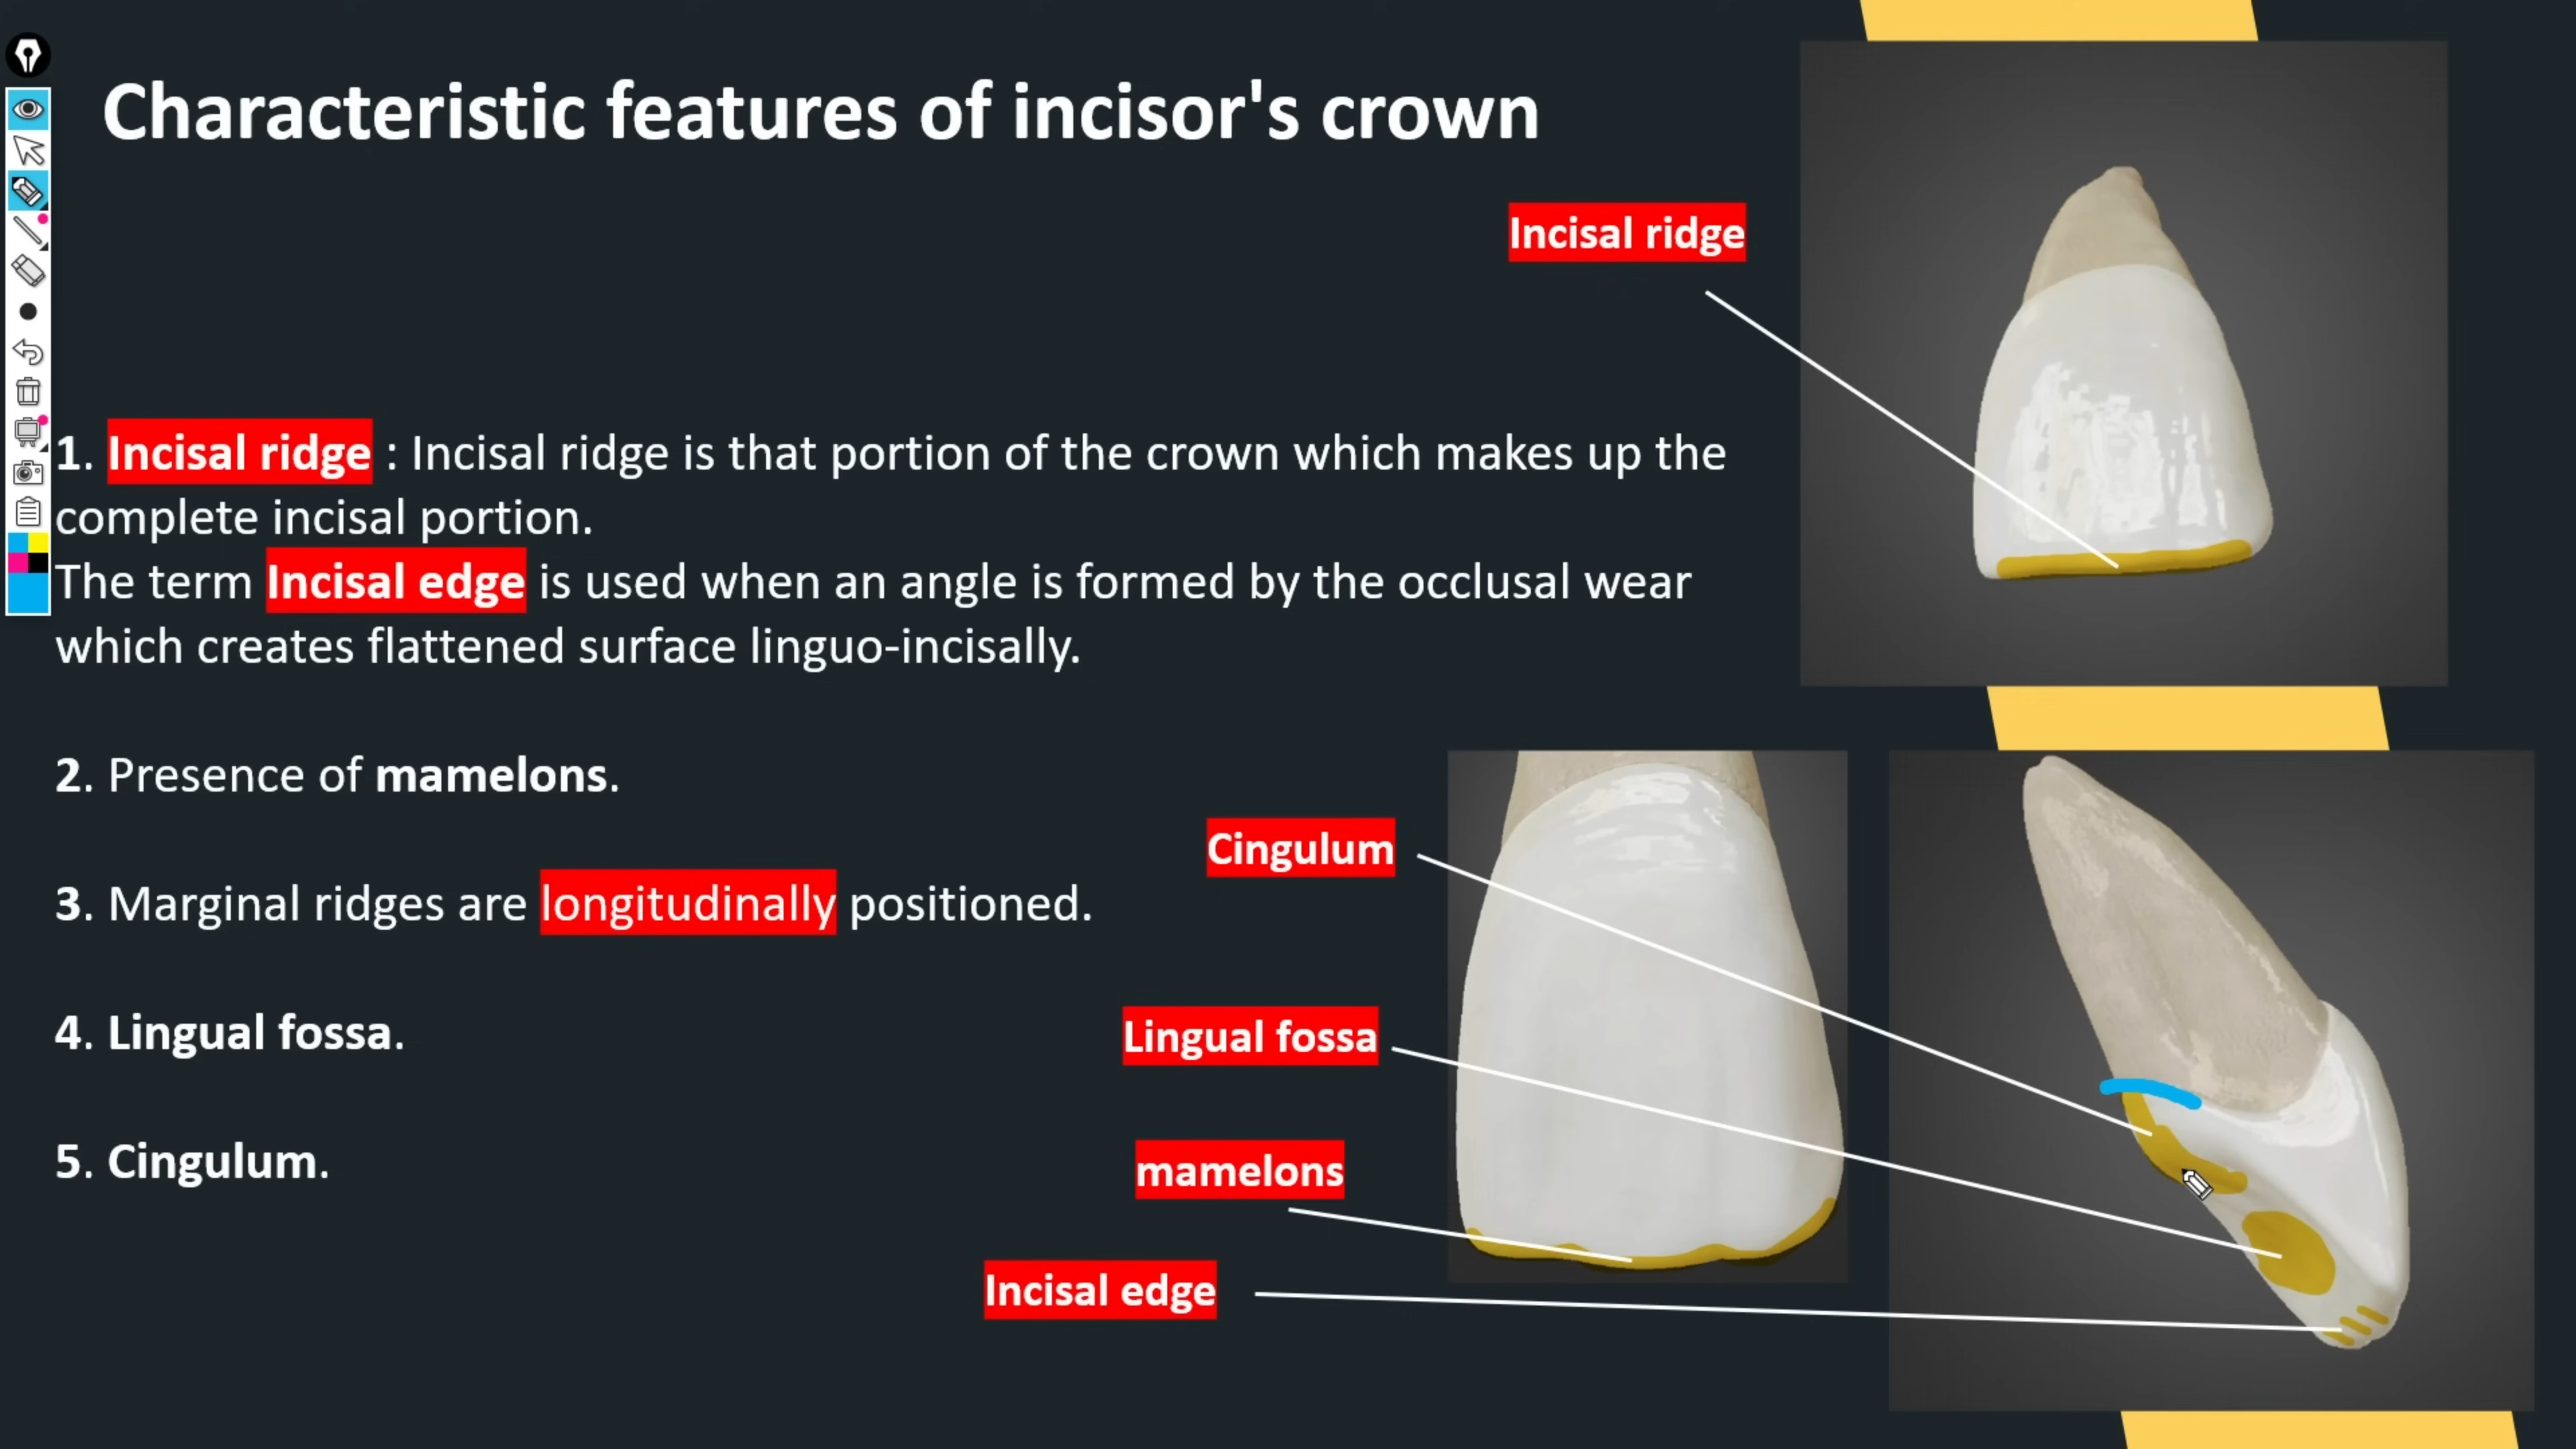 Characteristic features of incisor's crown
Incisal ridge
1. Incisal ridge : Incisal ridge is that portion of the crown which makes up the
complete incisal portion.
The term Incisal edge is used when an angle is formed by the occlusal wear
which creates flattened surface linguo-incisally.
2. Presence of mamelons.
3. Marginal ridges are longitudinally positioned.
4. Lingual fossa.
5. Cingulum.
Cingulum
Lingual fossa
mamelons
Incisal edge